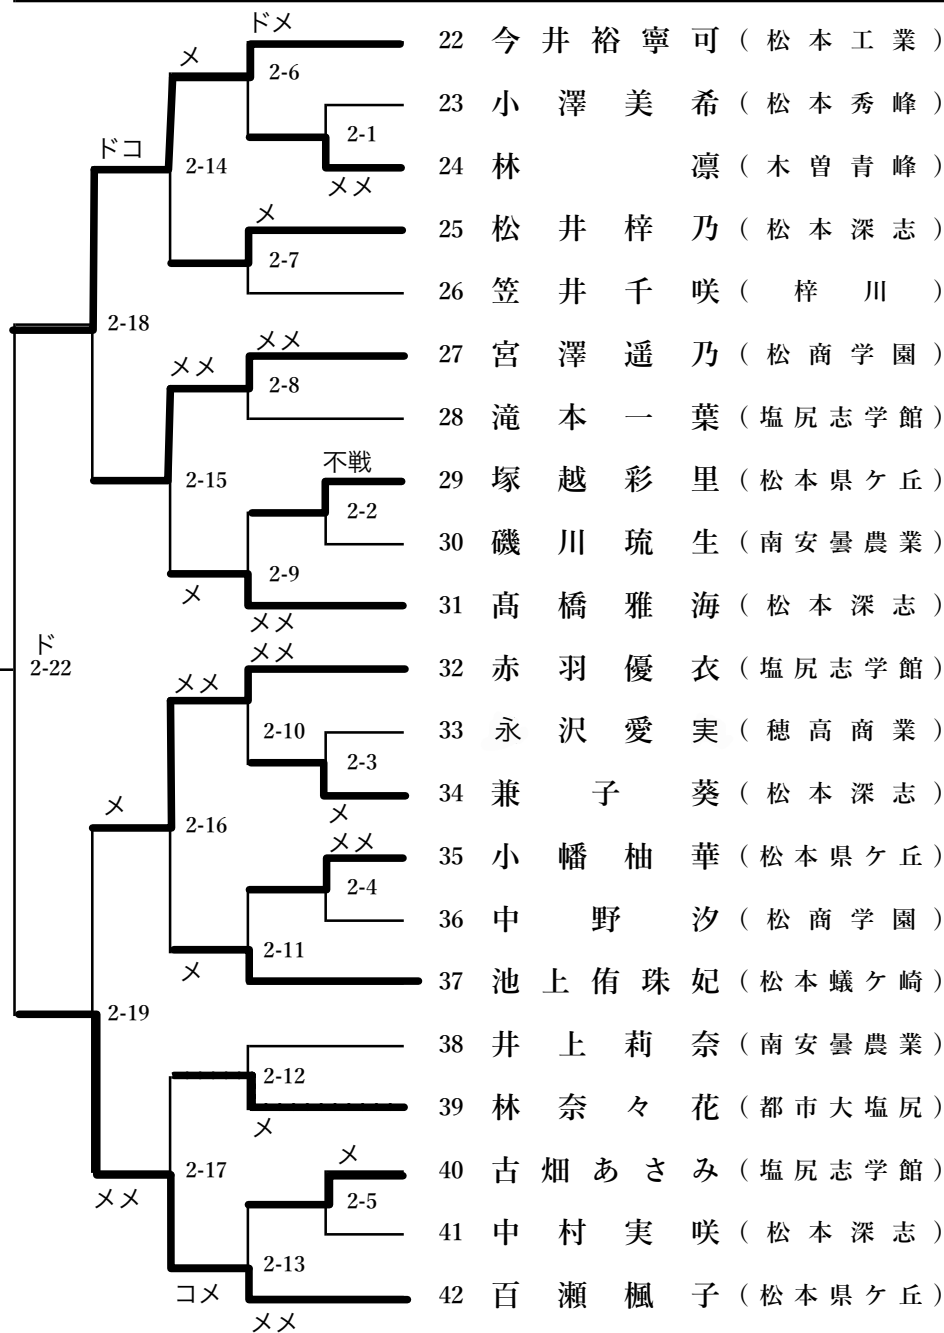 ドメ
22 今井裕寧可(松本工業)
メ
2-6
23 小澤美希(松本秀峰)
2-1
ドコ
2-14
24 林凛(木曽青峰)
メメ
メ
25 松井梓乃(松本深志)
2-7
26 笠井千咲(梓川)
2-18
メメ
27 宮澤遥乃(松商学園)
メメ
2-8
28 滝本一葉(塩尻志学館)
不戦
2-15
29 塚越彩里(松本県ケ丘)
2-2
30 磯川琉生(南安曇農業)
2-9
メ
31 髙橋雅海(松本深志)
メメ
ド
メメ
2-22
32 赤羽優衣(塩尻志学館)
メメ
2-10
33 永沢愛実(穂高商業)
2-3
34 兼子葵(松本深志)
メ
メ
2-16
メメ
35 小幡柚華(松本県ケ丘)
2-4
36 中野汐(松商学園)
2-11
メ
37 池上侑珠妃(松本蟻ケ崎)
2-19
38 井上莉奈(南安曇農業)
2-12
39 林奈々花(都市大塩尻)
メ
メ
2-17
40 古畑あさみ(塩尻志学館)
メメ
2-5
41 中村実咲(松本深志)
2-13
コメ
42 百瀬楓子(松本県ケ丘)
メメ